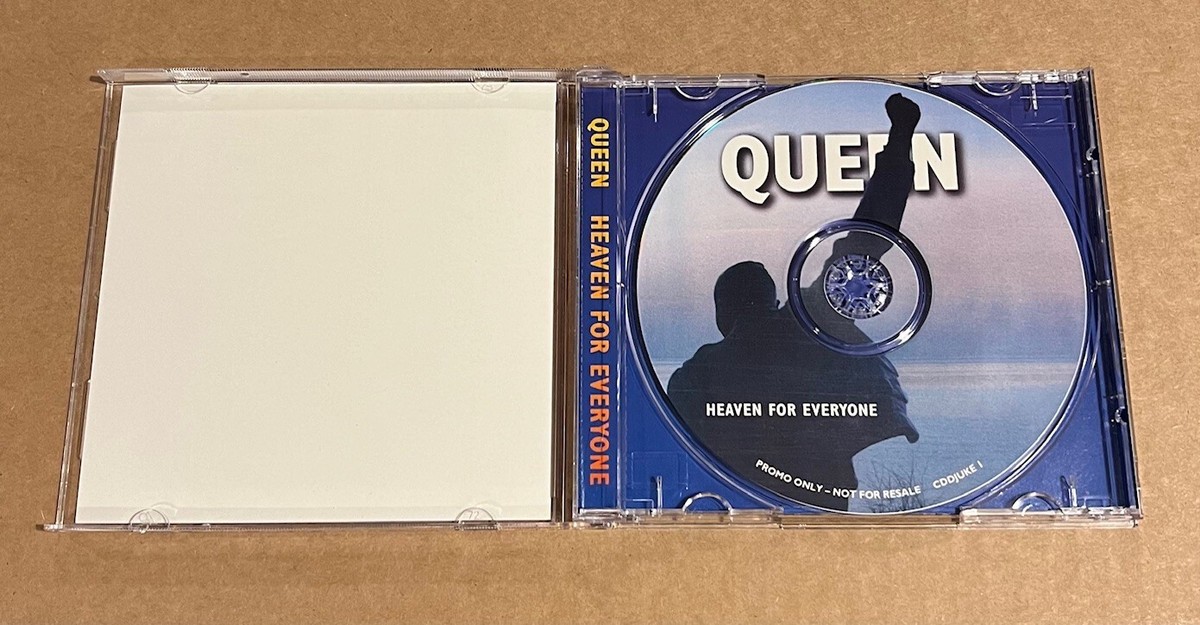 QUEEN HEAVEN FOR EVERYONE
QUEEN
HEAVEN FOR EVERYONE
PROMO ONLY – NOT FOR RESALE CDDJUKE 1